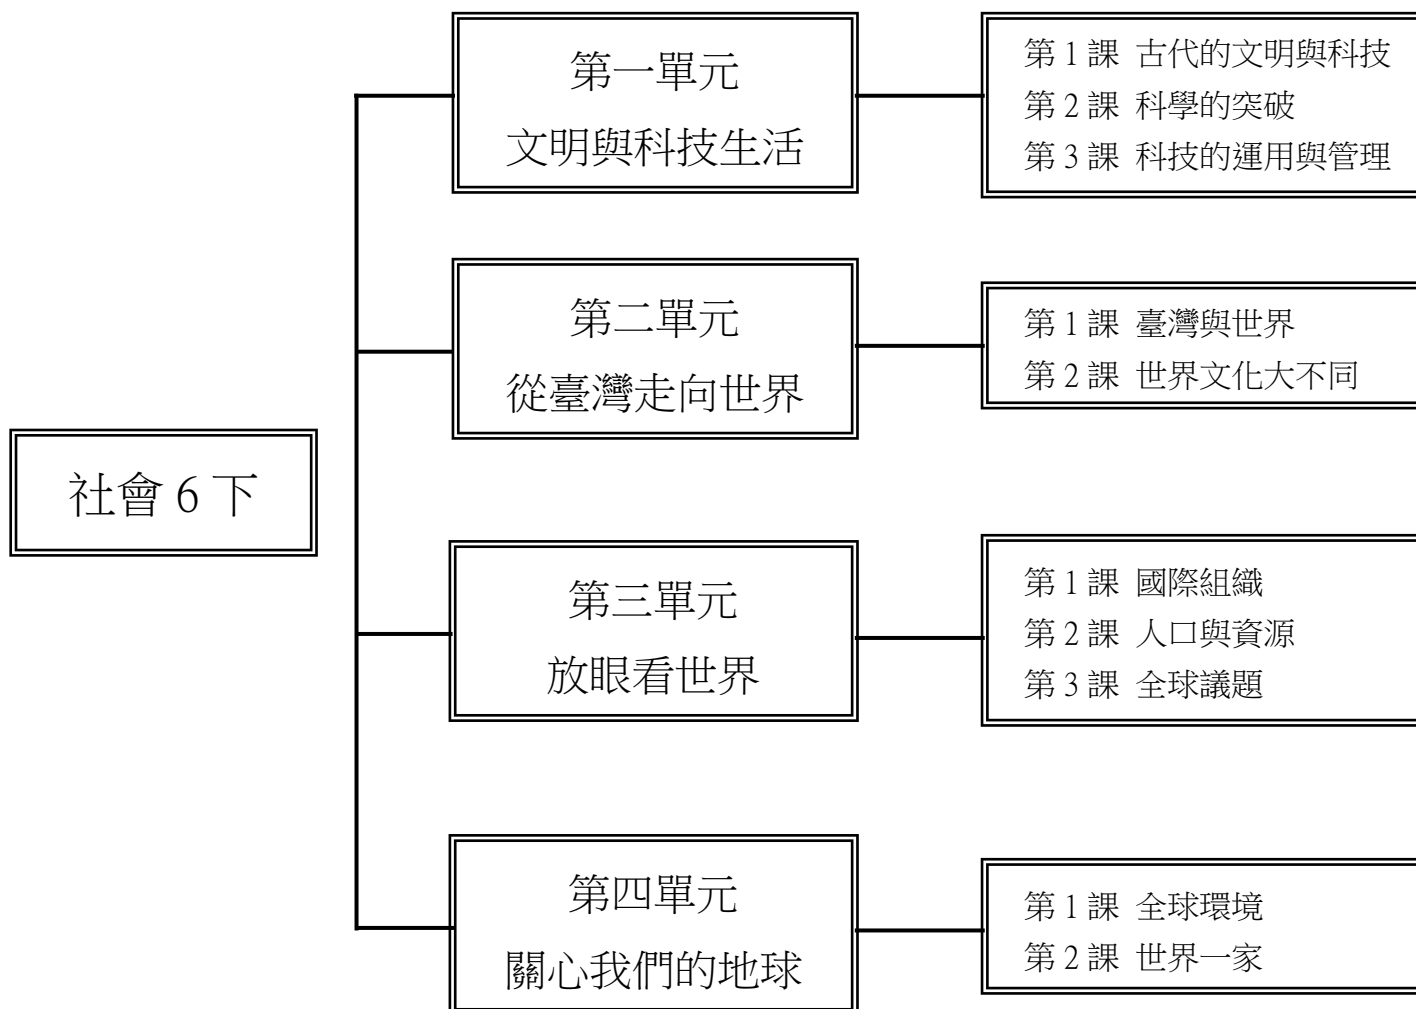 社會 6 下
第一單元
文明與科技生活
第 1 課 古代的文明與科技
第 2 課 科學的突破
第 3 課 科技的運用與管理
第二單元
從臺灣走向世界
第 1 課 臺灣與世界
第 2 課 世界文化大不同
第三單元
放眼看世界
第 1 課 國際組織
第 2 課 人口與資源
第 3 課 全球議題
第四單元
關心我們的地球
第 1 課 全球環境
第 2 課 世界一家